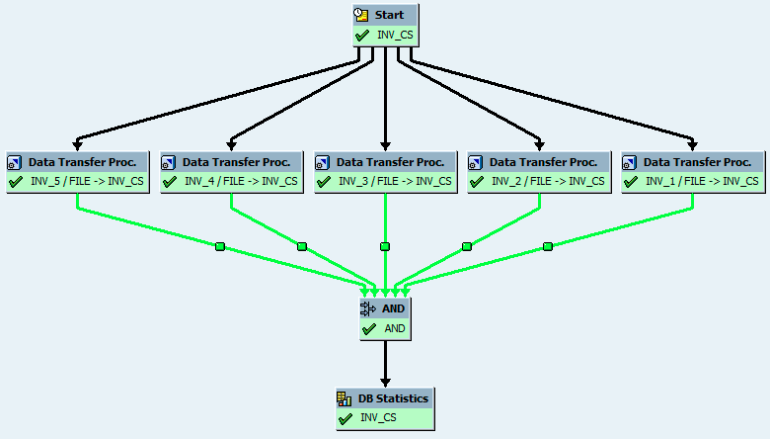 Start
INV_CS
Data Transfer Proc.
INV_5 / FILE -> INV_CS
Data Transfer Proc.
INV_4 / FILE -> INV_CS
Data Transfer Proc.
INV_3 / FILE -> INV_CS
Data Transfer Proc.
INV_2 / FILE -> INV_CS
Data Transfer Proc.
INV_1 / FILE -> INV_CS
AND
AND
DB Statistics
INV_CS